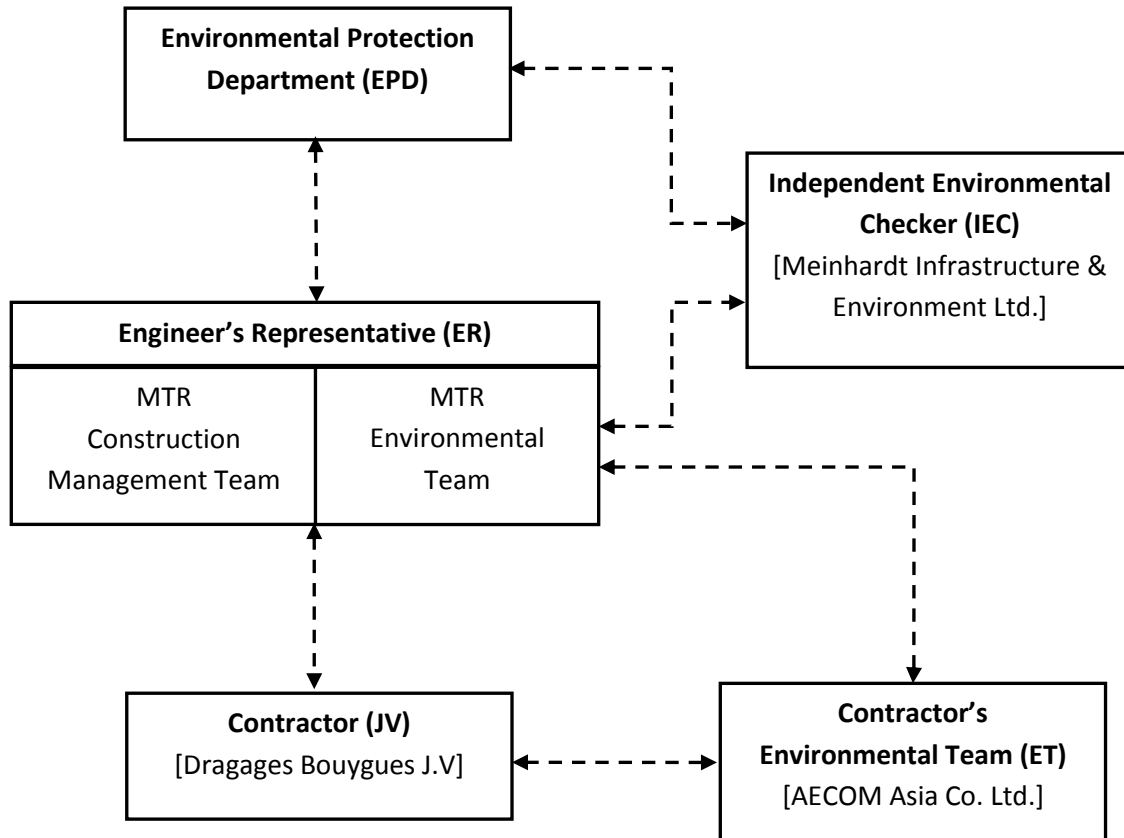 Environmental Protection
Department (EPD)
Independent Environmental
Checker (IEC)
[Meinhardt Infrastructure &
Environment Ltd.]
Engineer’s Representative (ER)
MTR
Construction
Management Team
MTR
Environmental
Team
Contractor (JV)
[Dragages Bouygues J.V]
Contractor’s
Environmental Team (ET)
[AECOM Asia Co. Ltd.]